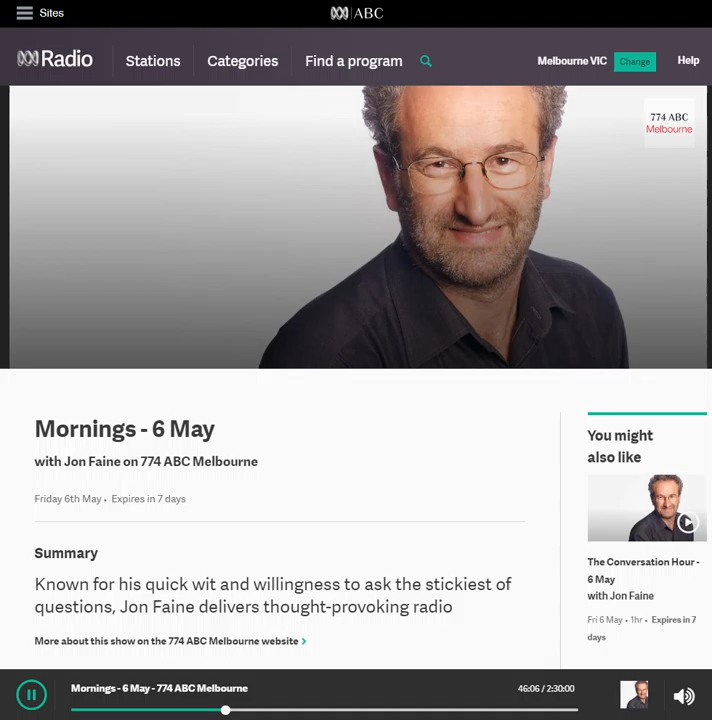 Sites
ABC
Radio
Stations
Categories
Find a program
Melbourne VIC
Change
Help
774 ABC
Melbourne
Mornings - 6 May
with Jon Faine on 774 ABC Melbourne
Friday 6th May • Expires in 7 days
Summary
Known for his quick wit and willingness to ask the stickiest of
questions, Jon Faine delivers thought-provoking radio
More about this show on the 774 ABC Melbourne website ›
You might
also like
The Conversation Hour -
6 May
with Jon Faine
Fri 6 May • 1hr • Expires in 7
days
Mornings - 6 May - 774 ABC Melbourne
46:06 / 2:30:00